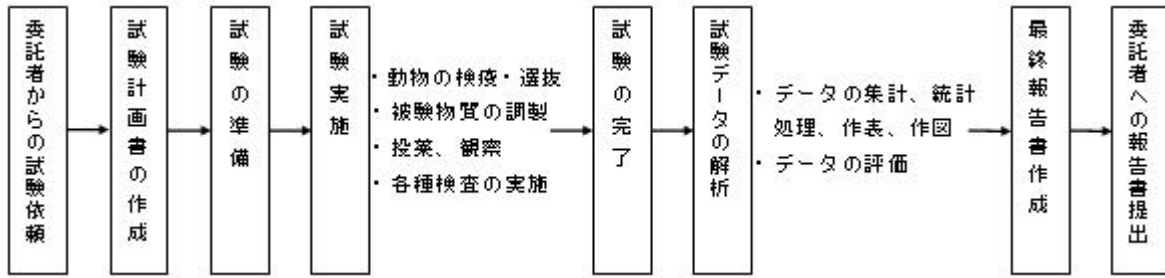 委託者からの試験依頼
試験計画書の作成
試験の準備
試験実施
・動物の検疫・選抜
・被験物質の調製
・投薬、観察
・各種検査の実施
試験の完了
試験データの解析
・データの集計、統計
処理、作表、作図
・データの評価
最終報告書作成
委託者への報告書提出